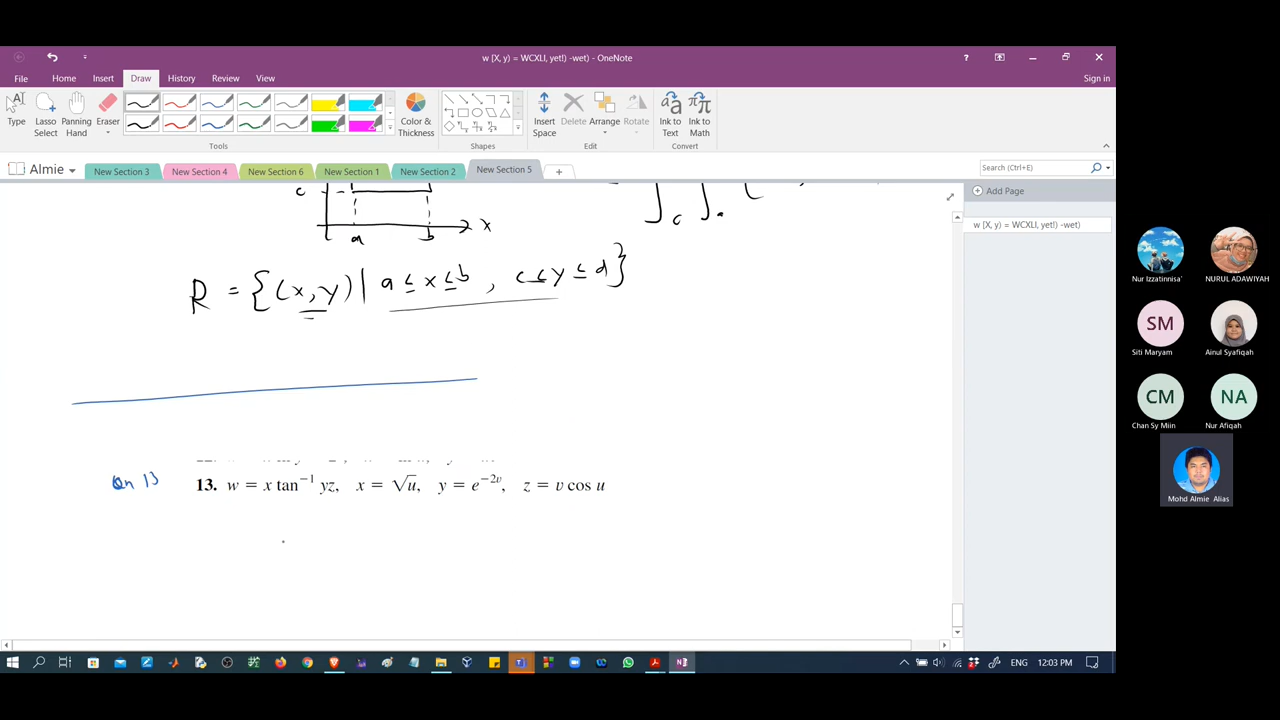 w [X, y) = WCXLI, yet!) -wet) - OneNote
File Home Insert Draw History Review View Sign in
Type Lasso Select Panning Hand Eraser Color & Thickness Insert Space Delete Arrange Rotate Ink to Text Ink to Math
Tools Shapes Edit Convert
Almie New Section 3 New Section 4 New Section 6 New Section 1 New Section 2 New Section 5 Search (Ctrl+E)
Add Page
w [X, y) = WCXLI, yet!) -wet)
c
∫c ∫a
a b x
R = {(x,y) | a ≤ x ≤ b , c ≤ y ≤ d}
Qn 13 13. w = x tan⁻¹ yz, x = √u, y = e⁻²ᵛ, z = v cos u
Nur Izzatinnisa' NURUL ADAWIYAH
SM
Siti Maryam Ainul Syafiqah
CM NA
Chan Sy Miin Nur Afiqah
Mohd Almie Alias
ENG 12:03 PM